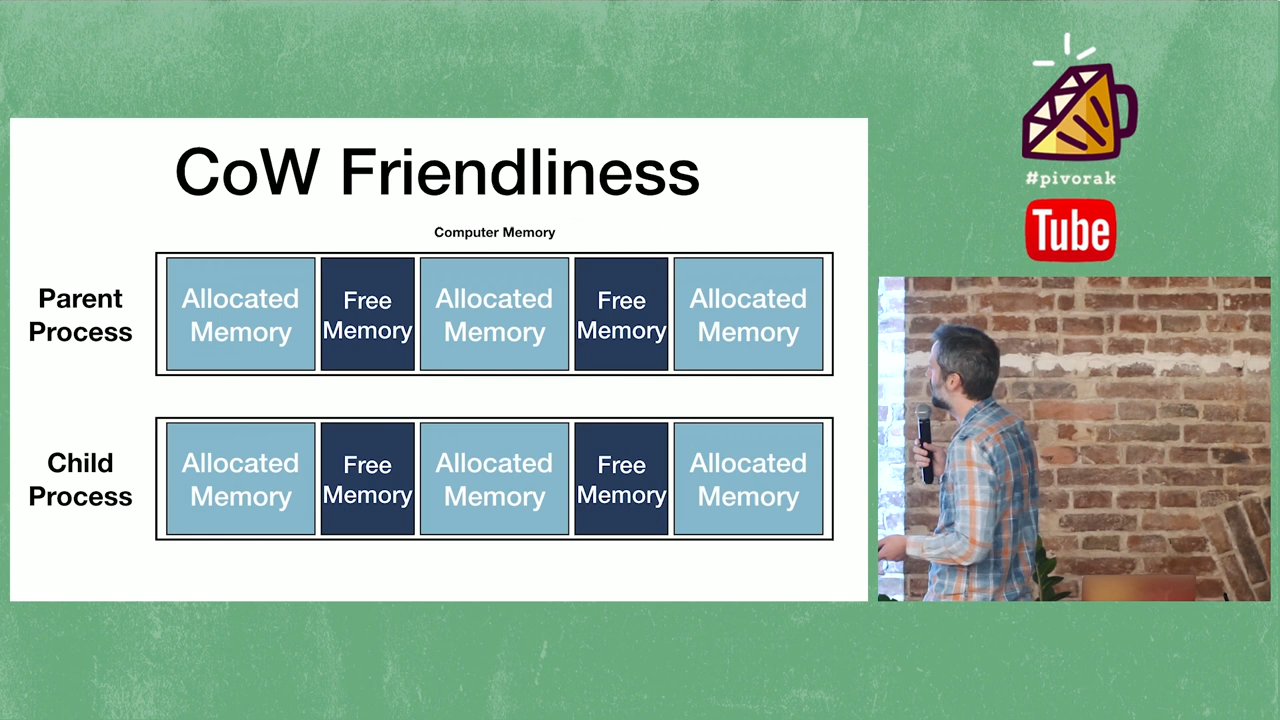 CoW Friendliness
Computer Memory
Parent
Process
Allocated
Memory
Free
Memory
Allocated
Memory
Free
Memory
Allocated
Memory
Child
Process
Allocated
Memory
Free
Memory
Allocated
Memory
Free
Memory
Allocated
Memory
#pivorak
Tube